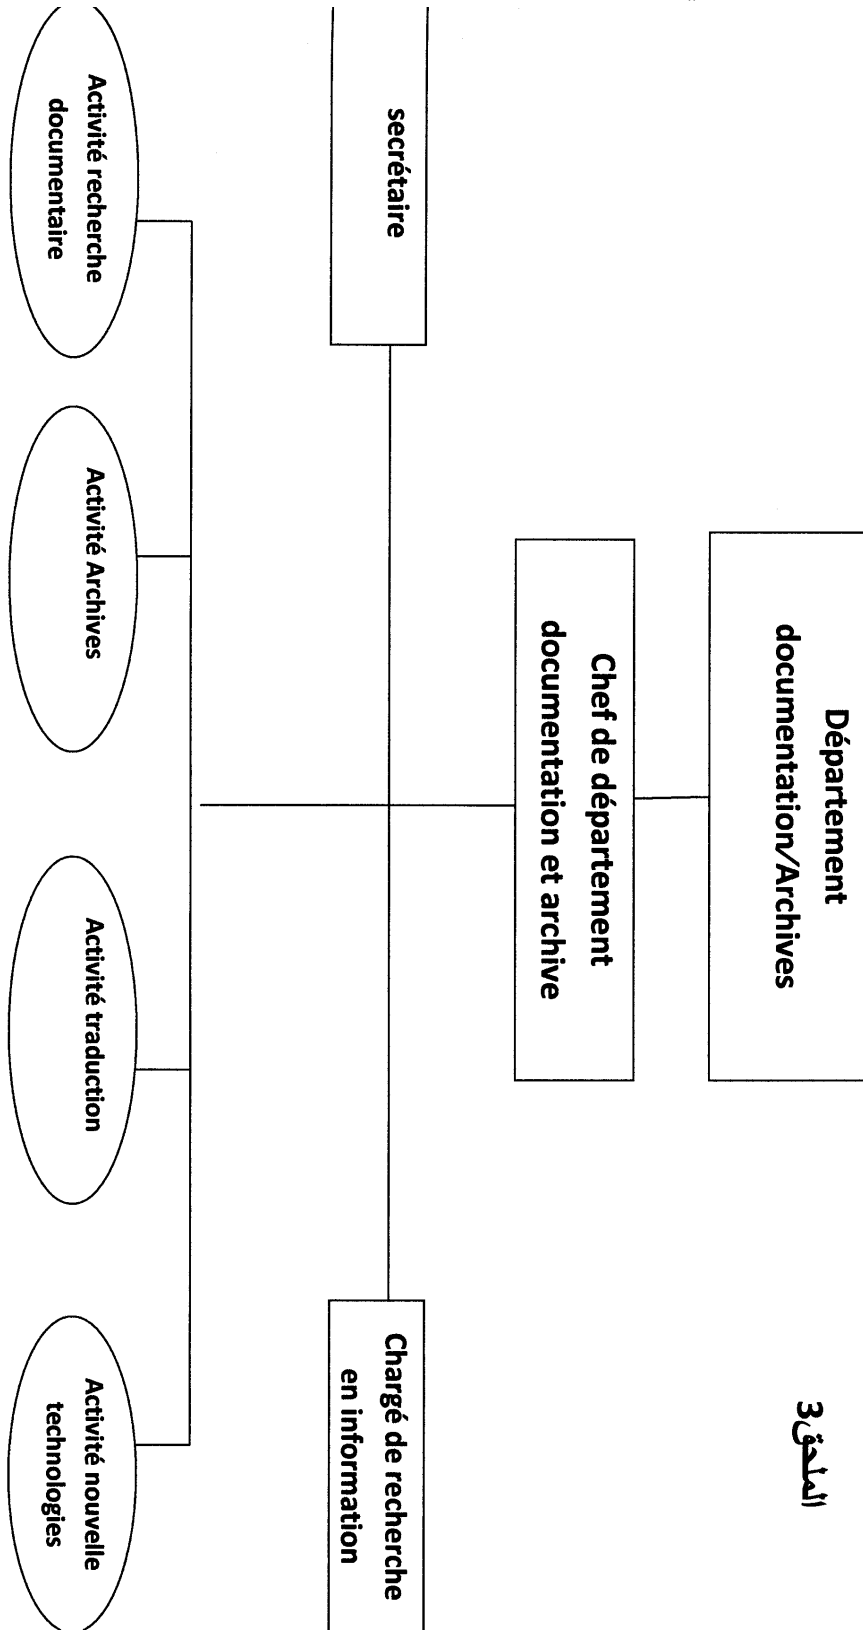 الملحق3
Département
documentation/Archives
Chef de département
documentation et archive
secrétaire
Chargé de recherche
en information
Activité recherche
documentaire
Activité Archives
Activité traduction
Activité nouvelle
technologies